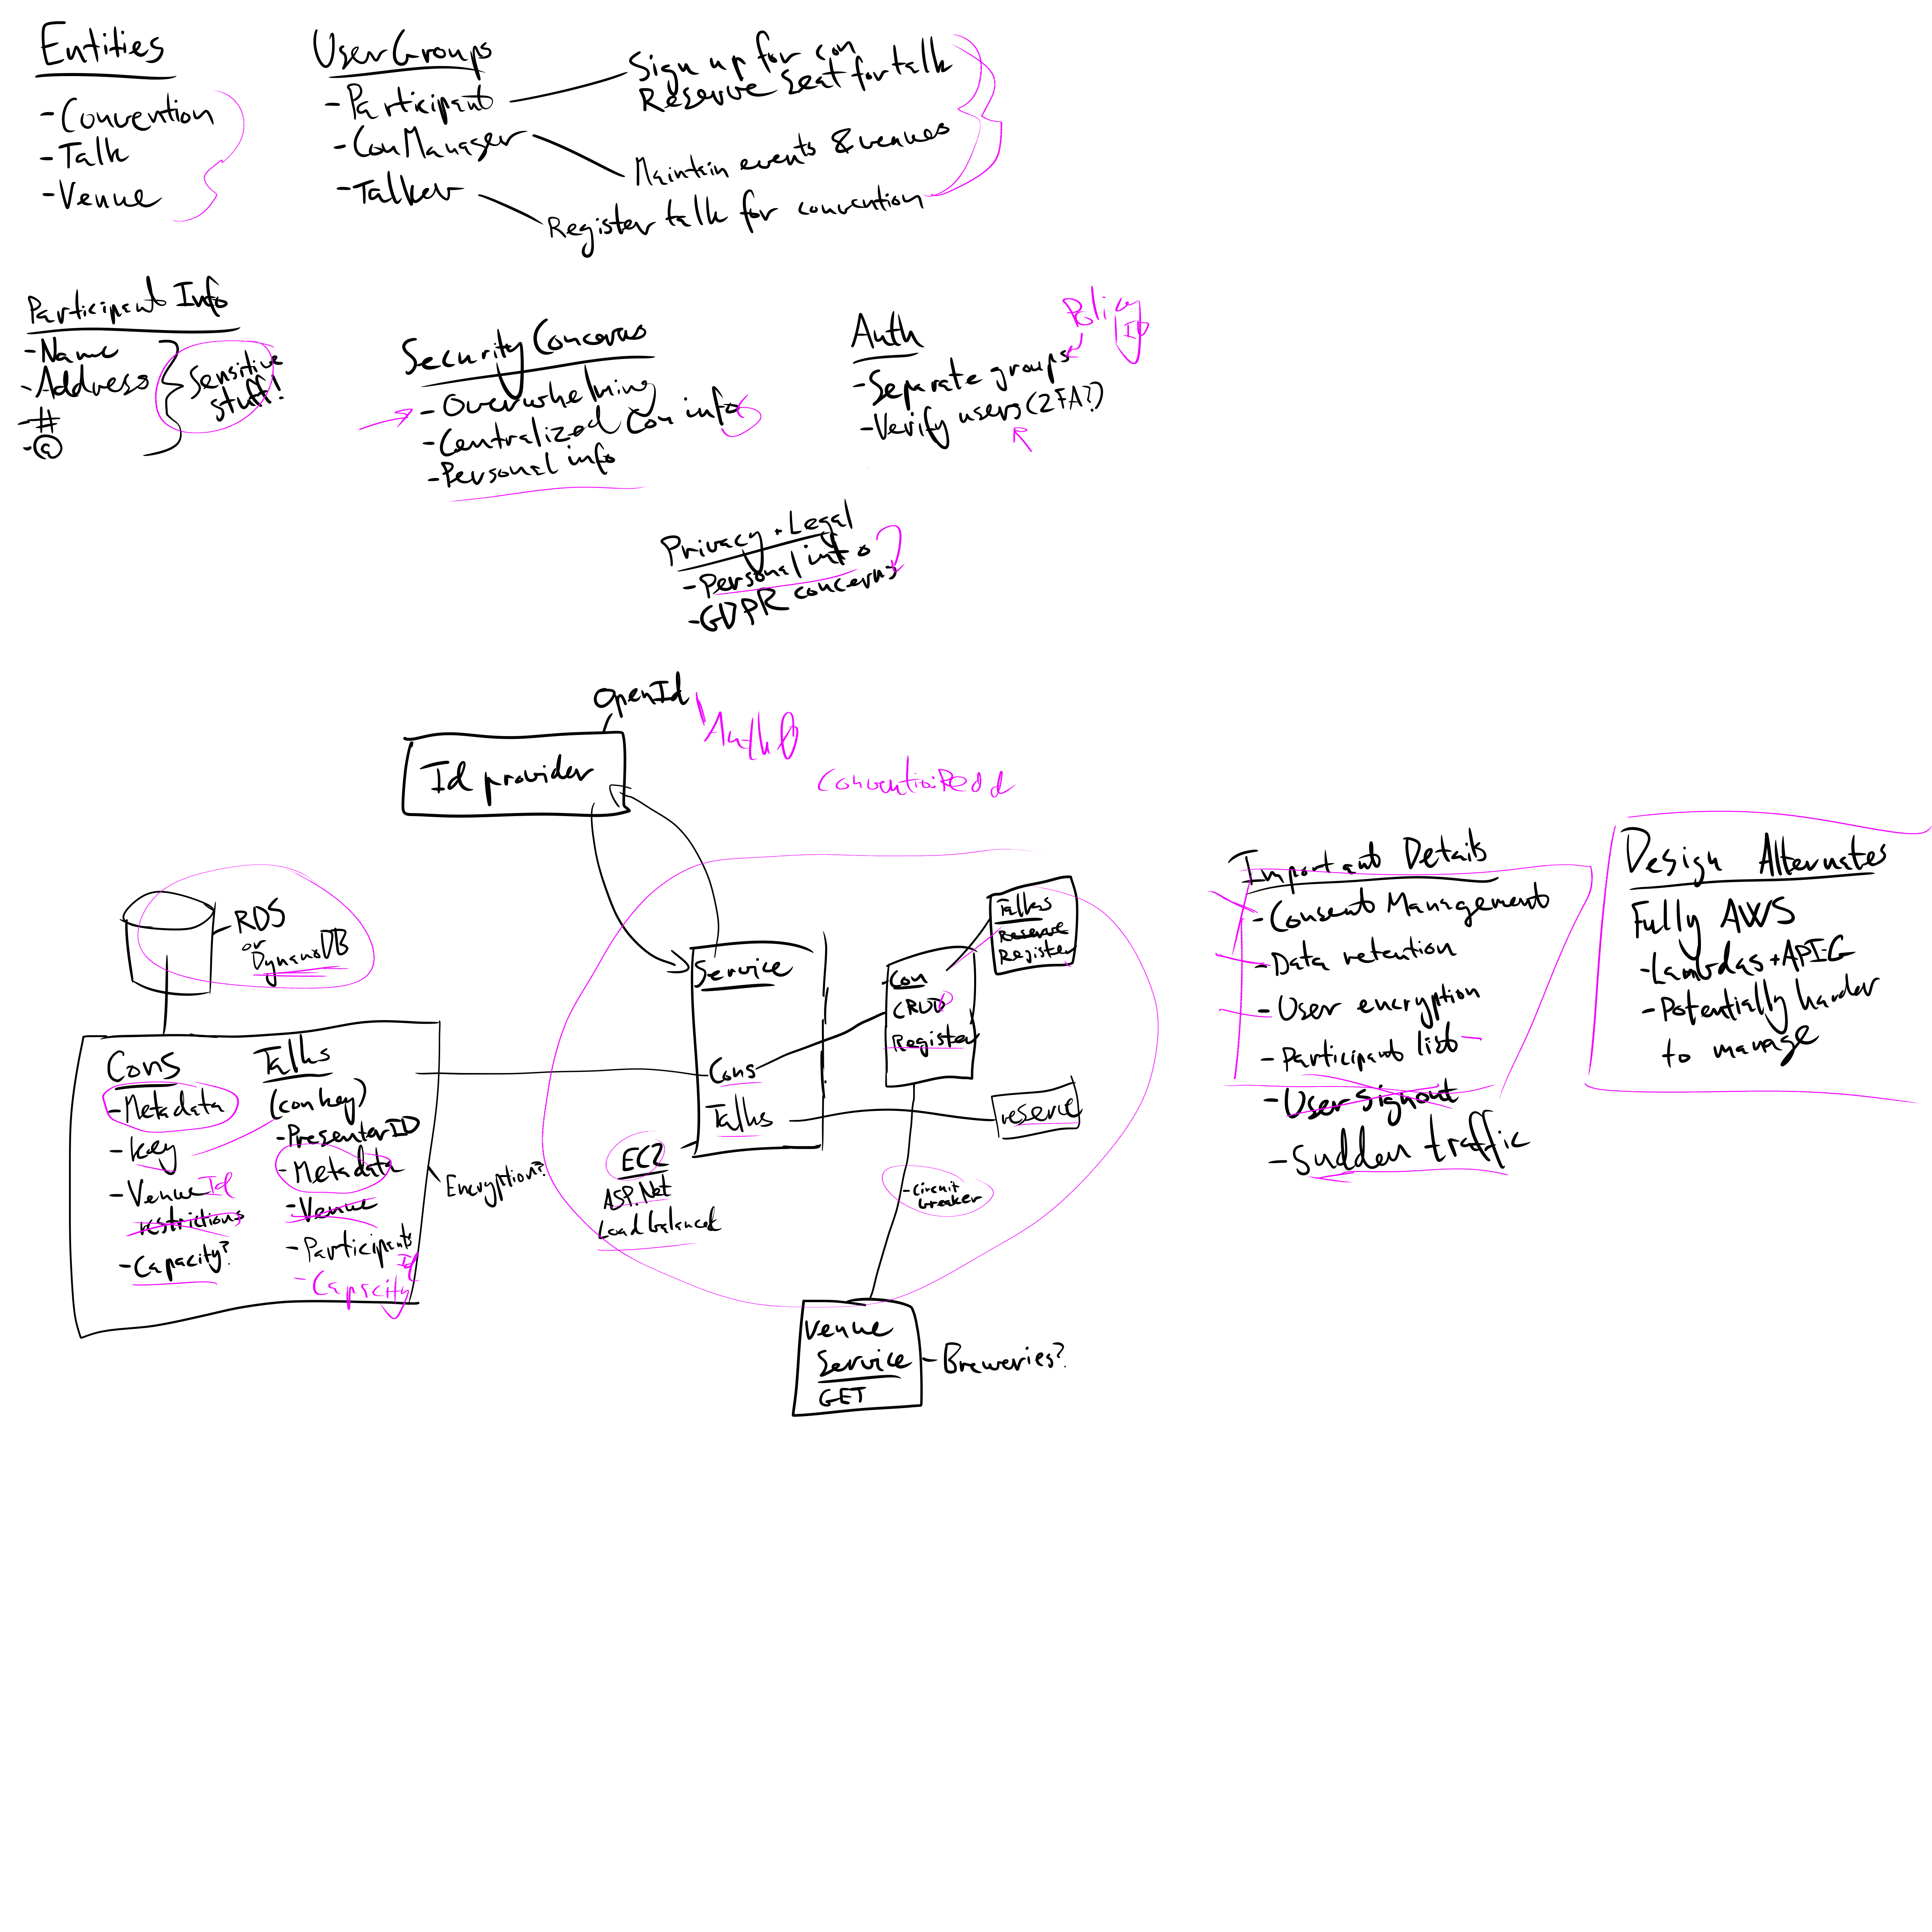 Entities
-Convention
-Talk
-Venue
UserGroups
-Participant
-ConManager
-Talker
Sign up for con
Reserve seat for talk
Maintain events & venues
Register talk for convention
Participant Info
-Name
-Address
-#
-@
Sensitive
stuff!
Security Concerns
-Overwhelming
-Centralized Con info
-Personal info
Auth
-Separate groups
-Verify users (2FA?)
Policy
ID
Privacy + Legal
-Personal info
-GDPR concerns
OpenId
Auth0
Id provider
RDS
or
DynamoDB
Cons
-Metadata
-key
-Venue Id
restrictions
-Capacity?
Talks
(con key)
-PresenterID
-Metadata
-Venue
-Participants
Id
-Capacity
Encryption?
Service
Cons
Talks
EC2
ASP.Net
Load balanced
-Con
CRUD
Register
Talks
Reserve
Register
reserve
-Circuit
breaker
Venue
Service
GET
-Breweries?
Important Details
-Consent Management
-Data retention
-User encryption
-Participant list
-User signout
-Sudden traffic
Design Alternates
Fully AWS
-Lambdas+API-G
-Potentially harder
to manage